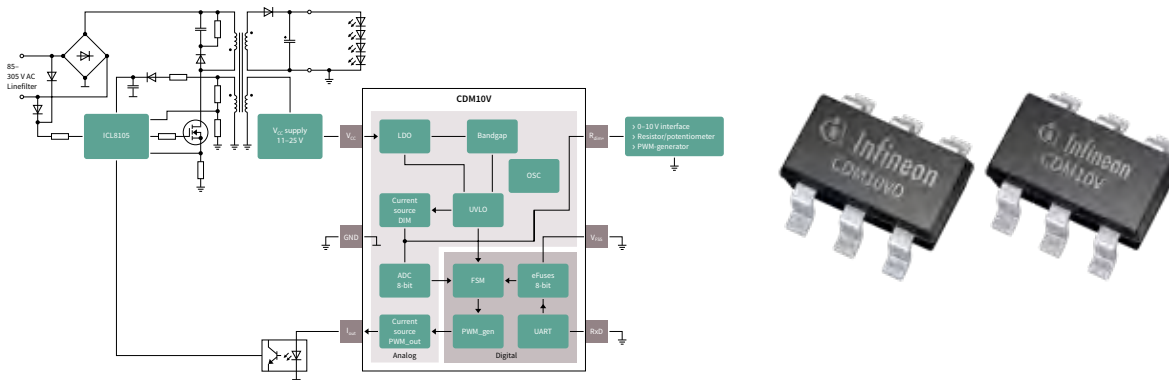 85–
305 V AC
Linefilter
ICL8105
VCC supply
11–25 V
CDM10V
VCC
GND
Iout
LDO
Bandgap
OSC
Current
source
DIM
UVLO
ADC
8-bit
FSM
eFuses
8-bit
Current
source
PWM_out
PWM_gen
UART
Analog
Digital
Rdim+
VPSS
RxD
› 0–10 V interface
› Resistor/potentiometer
› PWM-generator
Infineon
CDM10VD
Infineon
CDM10V